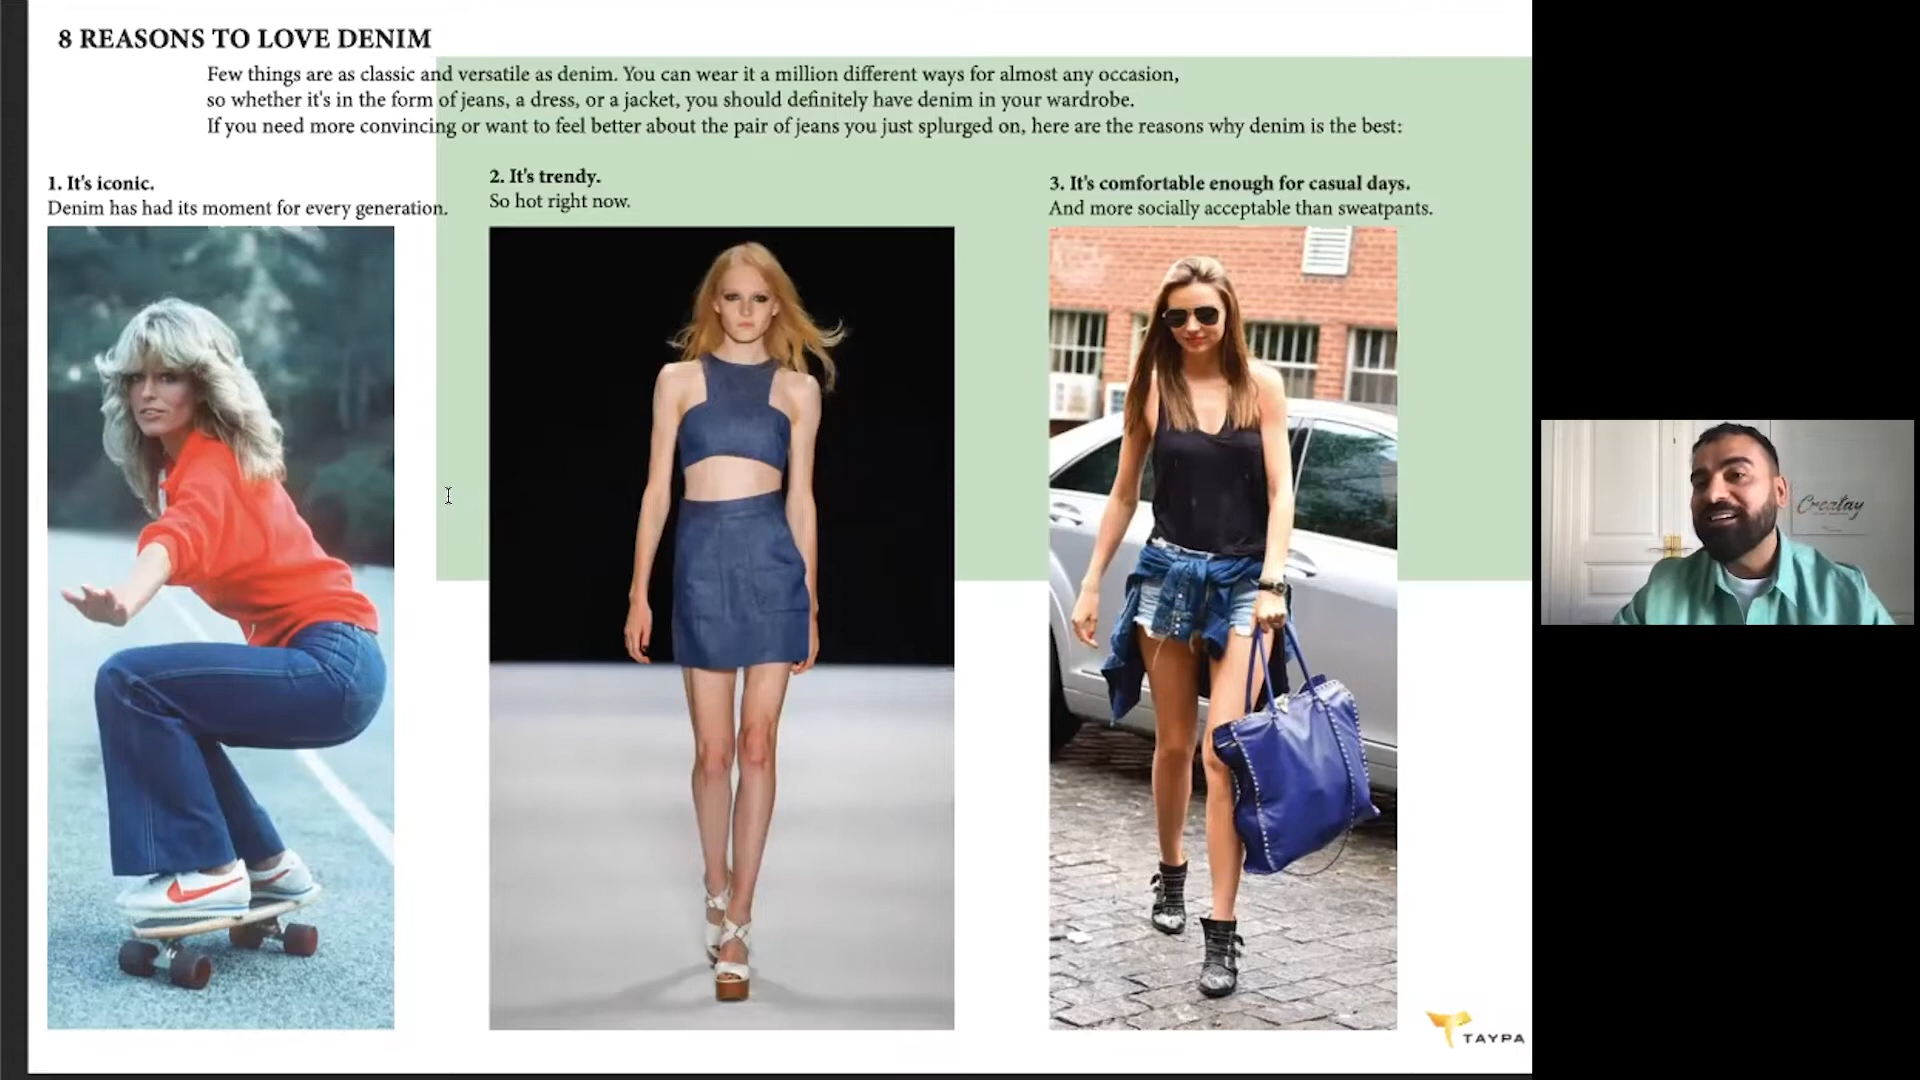 8 REASONS TO LOVE DENIM
Few things are as classic and versatile as denim. You can wear it a million different ways for almost any occasion,
so whether it's in the form of jeans, a dress, or a jacket, you should definitely have denim in your wardrobe.
If you need more convincing or want to feel better about the pair of jeans you just splurged on, here are the reasons why denim is the best:
1. It's iconic.
Denim has had its moment for every generation.
2. It's trendy.
So hot right now.
3. It's comfortable enough for casual days.
And more socially acceptable than sweatpants.
Creatay
TAYPA